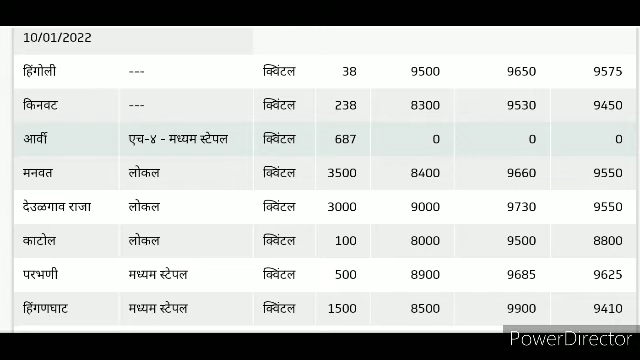 10/01/2022
हिंगोली --- क्विंटल 38 9500 9650 9575
किनवट --- क्विंटल 238 8300 9530 9450
आर्वी एच-४ - मध्यम स्टेपल क्विंटल 687 0 0 0
मनवत लोकल क्विंटल 3500 8400 9660 9550
देउळगाव राजा लोकल क्विंटल 3000 9000 9730 9550
काटोल लोकल क्विंटल 100 8000 9500 8800
परभणी मध्यम स्टेपल क्विंटल 500 8900 9685 9625
हिंगणघाट मध्यम स्टेपल क्विंटल 1500 8500 9900 9410
PowerDirector